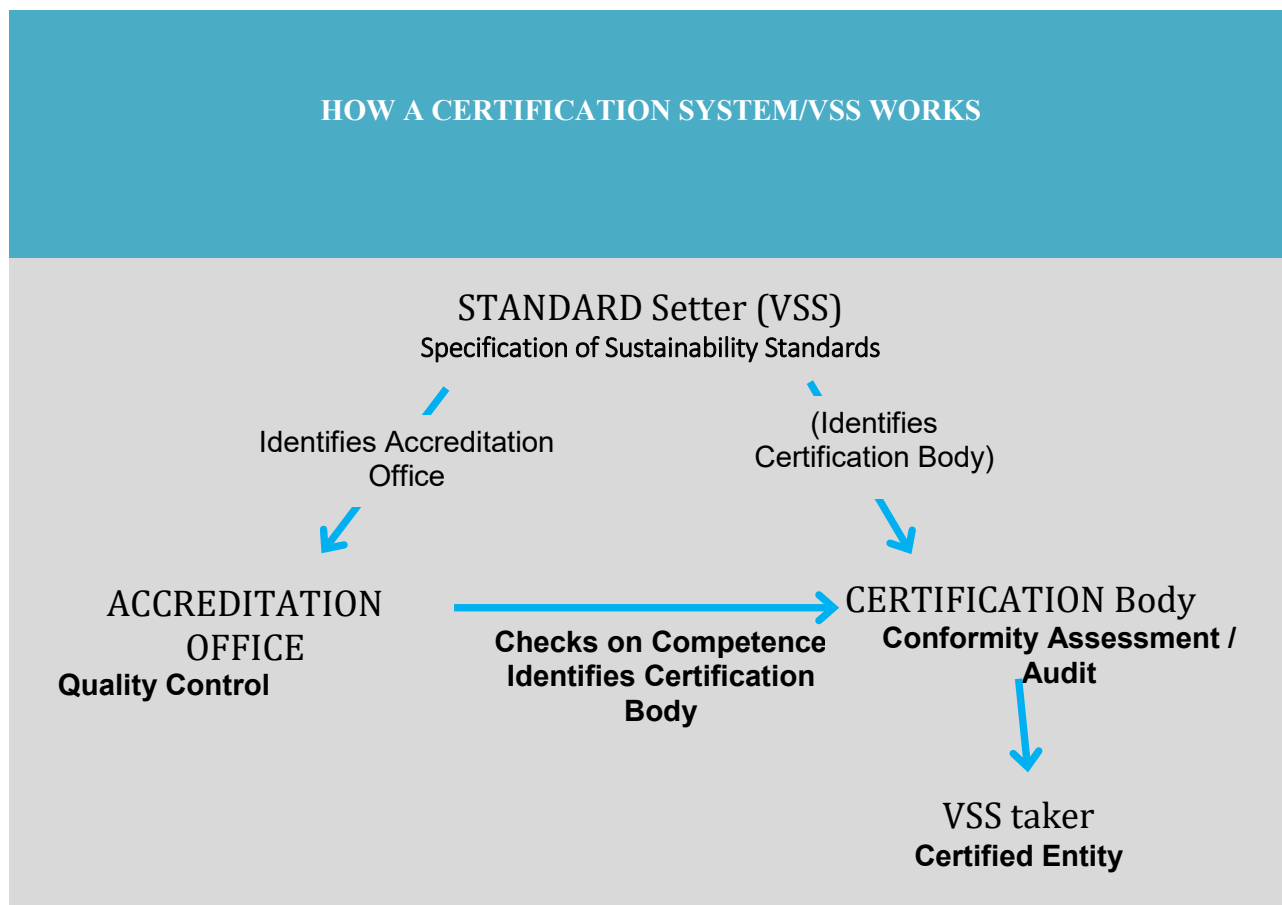 HOW A CERTIFICATION SYSTEM/VSS WORKS
STANDARD Setter (VSS)
Specification of Sustainability Standards
Identifies Accreditation
Office
(Identifies
Certification Body)
ACCREDITATION
OFFICE
Quality Control
Checks on Competence
Identifies Certification
Body
CERTIFICATION Body
Conformity Assessment /
Audit
VSS taker
Certified Entity